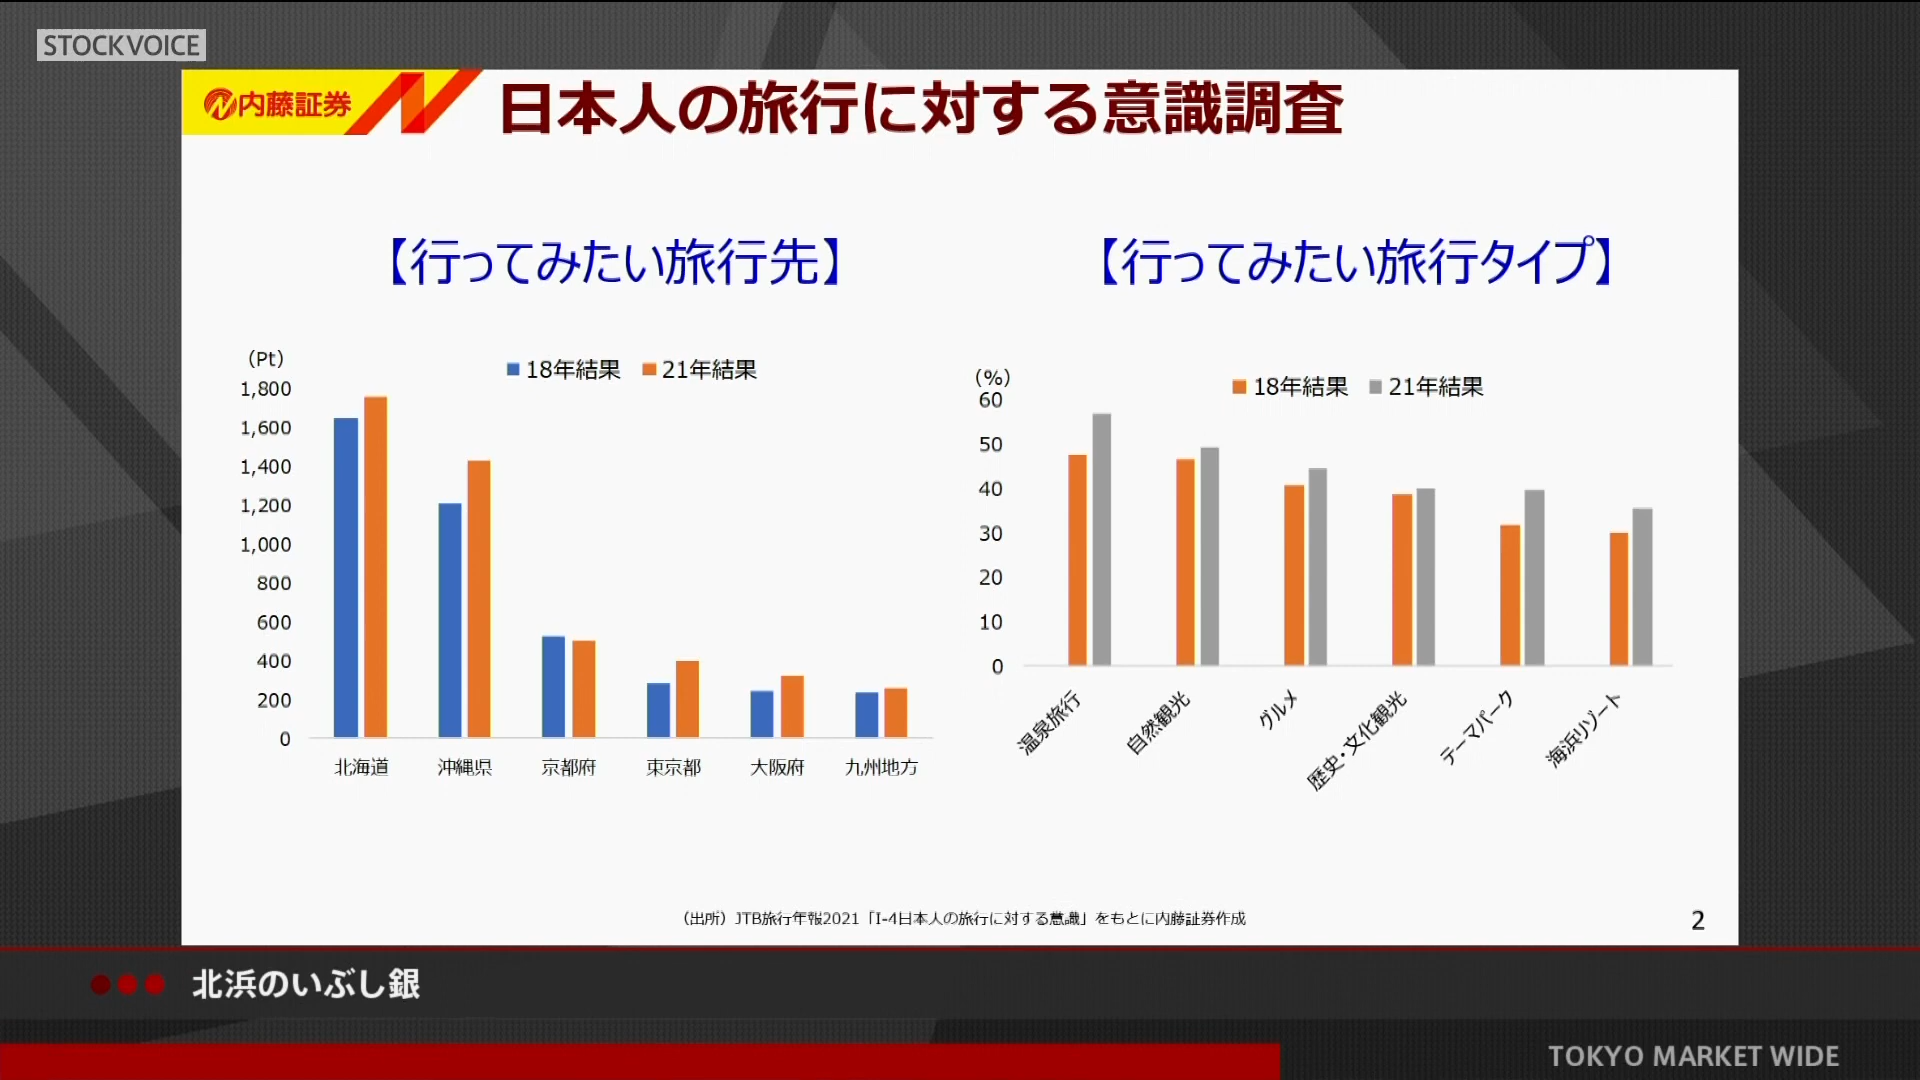 STOCKVOICE
内藤証券
日本人の旅行に対する意識調査
【行ってみたい旅行先】
(Pt)
18年結果 21年結果
1,800
1,600
1,400
1,200
1,000
800
600
400
200
0
北海道 沖縄県 京都府 東京都 大阪府 九州地方
【行ってみたい旅行タイプ】
(%)
18年結果 21年結果
60
50
40
30
20
10
0
温泉旅行 自然観光 グルメ 歴史・文化観光 テーマパーク 海浜リゾート
（出所）JTB旅行年報2021「I-4日本人の旅行に対する意識」をもとに内藤証券作成
2
北浜のいぶし銀
TOKYO MARKET WIDE